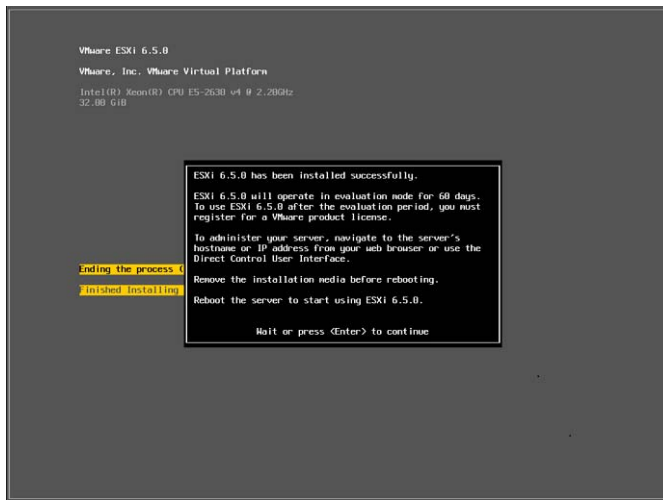 VMware ESXi 6.5.0
VMware, Inc. VMware Virtual Platform
Intel(R) Xeon(R) CPU E5-2630 v4 @ 2.20GHz
32.00 GiB
ESXi 6.5.0 has been installed successfully.
ESXi 6.5.0 will operate in evaluation mode for 60 days.
To use ESXi 6.5.0 after the evaluation period, you must
register for a VMware product license.
To administer your server, navigate to the server's
hostname or IP address from your web browser or use the
Direct Control User Interface.
Ending the process (
Remove the installation media before rebooting.
Finished Installing
Reboot the server to start using ESXi 6.5.0.
Wait or press <Enter> to continue